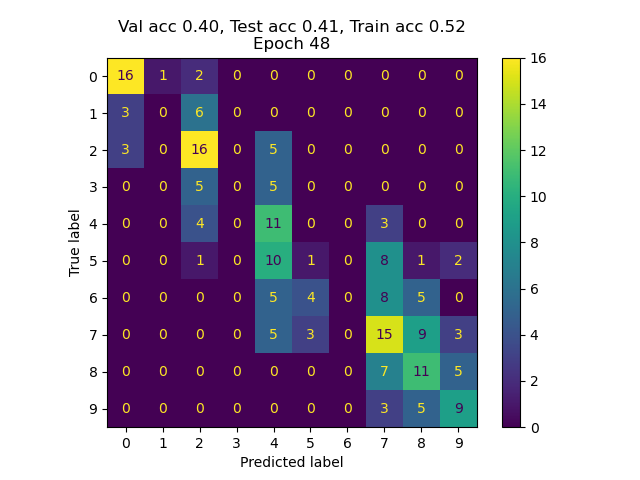 Val acc 0.40, Test acc 0.41, Train acc 0.52
Epoch 48
0 16 1 2 0 0 0 0 0 0 0
1 3 0 6 0 0 0 0 0 0 0
2 3 0 16 0 5 0 0 0 0 0
3 0 0 5 0 5 0 0 0 0 0
4 0 0 4 0 11 0 0 3 0 0
5 0 0 1 0 10 1 0 8 1 2
6 0 0 0 0 5 4 0 8 5 0
7 0 0 0 0 5 3 0 15 9 3
8 0 0 0 0 0 0 0 7 11 5
9 0 0 0 0 0 0 0 3 5 9
0 1 2 3 4 5 6 7 8 9
True label
Predicted label
16
14
12
10
8
6
4
2
0